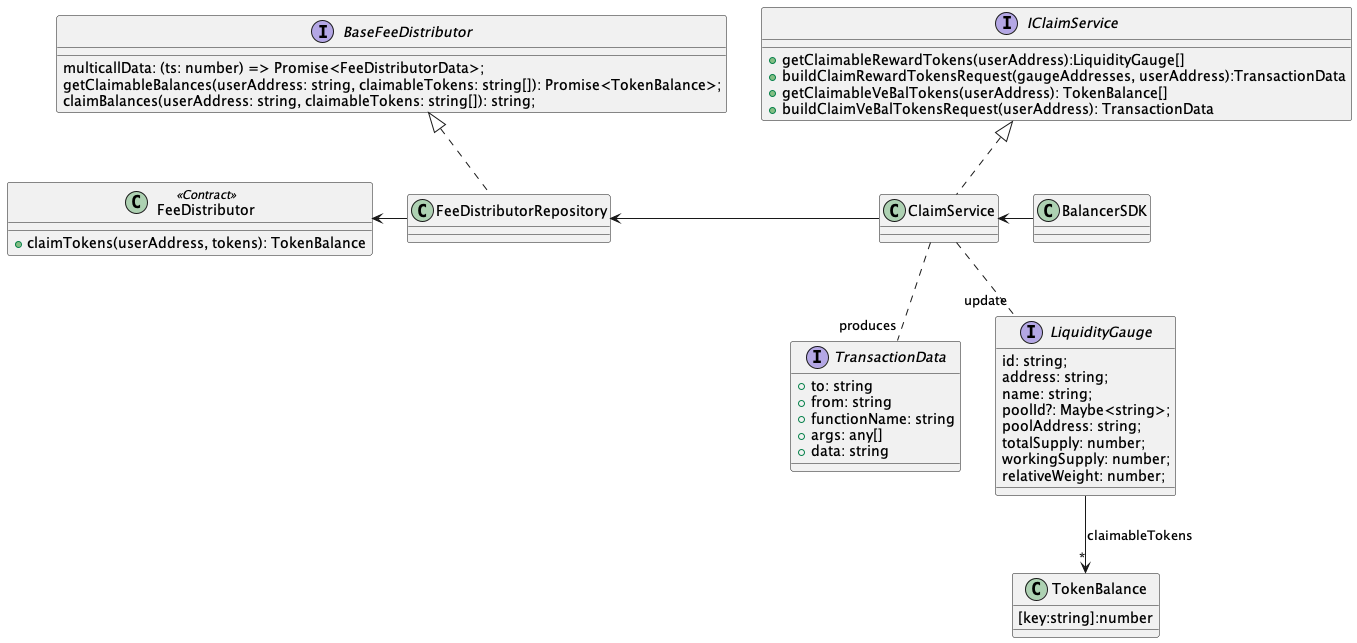 I BaseFeeDistributor
multicallData: (ts: number) => Promise<FeeDistributorData>;
getClaimableBalances(userAddress: string, claimableTokens: string[]): Promise<TokenBalance>;
claimBalances(userAddress: string, claimableTokens: string[]): string;
I IClaimService
getClaimableRewardTokens(userAddress):LiquidityGauge[]
buildClaimRewardTokensRequest(gaugeAddresses, userAddress):TransactionData
getClaimableVeBalTokens(userAddress): TokenBalance[]
buildClaimVeBalTokensRequest(userAddress): TransactionData
C «Contract»
FeeDistributor
claimTokens(userAddress, tokens): TokenBalance
C FeeDistributorRepository
C ClaimService
C BalancerSDK
produces
update
I TransactionData
to: string
from: string
functionName: string
args: any[]
data: string
I LiquidityGauge
id: string;
address: string;
name: string;
poolId?: Maybe<string>;
poolAddress: string;
totalSupply: number;
workingSupply: number;
relativeWeight: number;
claimableTokens
*
C TokenBalance
[key:string]:number